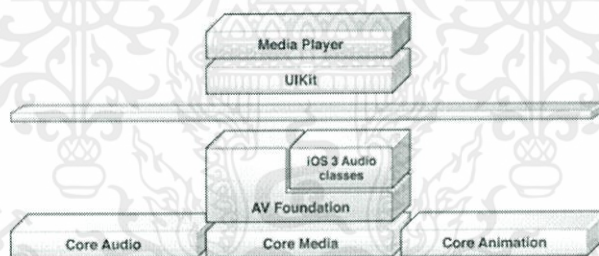 Media Player
UIKit
iOS 3 Audio
classes
AV Foundation
Core Audio
Core Media
Core Animation